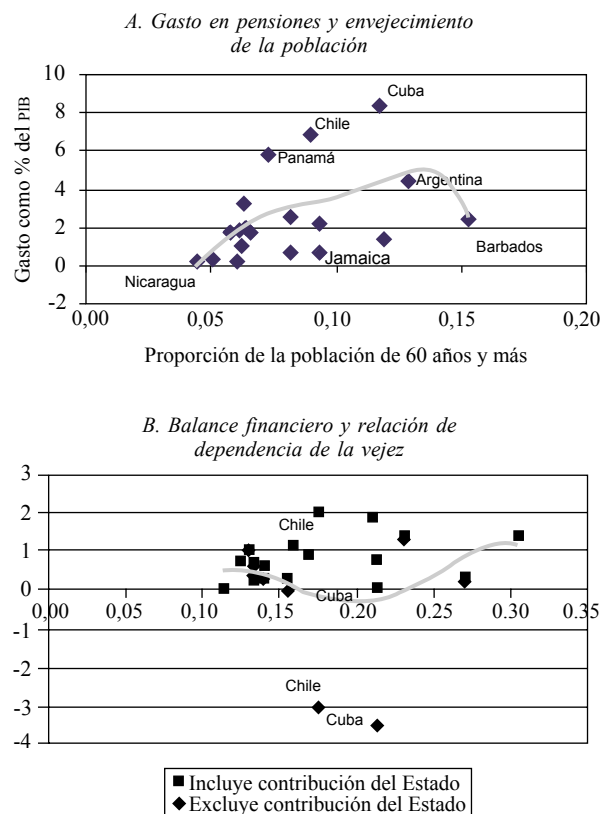 A. Gasto en pensiones y envejecimiento
de la población
Gasto como % del PIB
10
8
6
4
2
0
-2
Cuba
Chile
Panamá
Argentina
Barbados
Jamaica
Nicaragua
0,00
0,05
0,10
0,15
0,20
Proporción de la población de 60 años y más
B. Balance financiero y relación de
dependencia de la vejez
3
2
1
0
-1
-2
-3
-4
Chile
Cuba
0,00
0,05
0,10
0,15
0,20
0,25
0,30
0.35
Chile
Cuba
Incluye contribución del Estado
Excluye contribución del Estado